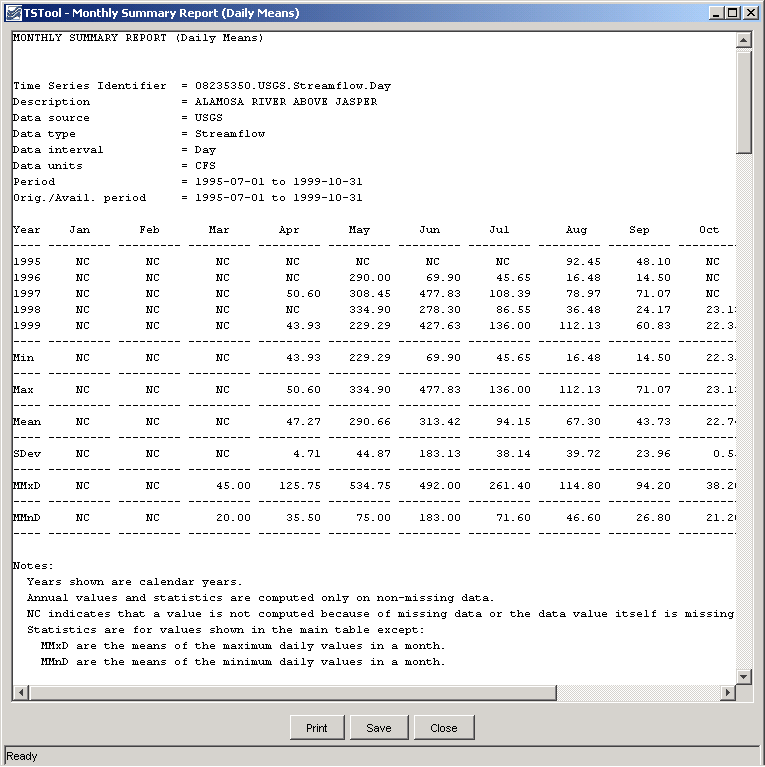 TSTool - Monthly Summary Report (Daily Means)
MONTHLY SUMMARY REPORT (Daily Means)
Time Series Identifier = 08235350.USGS.Streamflow.Day
Description = ALAMOSA RIVER ABOVE JASPER
Data source = USGS
Data type = Streamflow
Data interval = Day
Data units = CFS
Period = 1995-07-01 to 1999-10-31
Orig./Avail. period = 1995-07-01 to 1999-10-31
Year Jan Feb Mar Apr May Jun Jul Aug Sep Oct
---- ---------- ---------- ---------- ---------- ---------- ---------- ---------- ---------- ---------- ------
1995 NC NC NC NC NC NC NC 92.45 48.10 NC
1996 NC NC NC NC 290.00 69.90 45.65 16.48 14.50 NC
1997 NC NC NC 50.60 308.45 477.83 108.39 78.97 71.07 NC
1998 NC NC NC NC 334.90 278.30 86.55 36.48 24.17 23.1
1999 NC NC NC 43.93 229.29 427.63 136.00 112.13 60.83 22.3
---- ---------- ---------- ---------- ---------- ---------- ---------- ---------- ---------- ---------- ------
Min NC NC NC 43.93 229.29 69.90 45.65 16.48 14.50 22.3
---- ---------- ---------- ---------- ---------- ---------- ---------- ---------- ---------- ---------- ------
Max NC NC NC 50.60 334.90 477.83 136.00 112.13 71.07 23.1
---- ---------- ---------- ---------- ---------- ---------- ---------- ---------- ---------- ---------- ------
Mean NC NC NC 47.27 290.66 313.42 94.15 67.30 43.73 22.7
---- ---------- ---------- ---------- ---------- ---------- ---------- ---------- ---------- ---------- ------
SDev NC NC NC 4.71 44.87 183.13 38.14 39.72 23.96 0.5
---- ---------- ---------- ---------- ---------- ---------- ---------- ---------- ---------- ---------- ------
MMxD NC NC 45.00 125.75 534.75 492.00 261.40 114.80 94.20 38.2
---- ---------- ---------- ---------- ---------- ---------- ---------- ---------- ---------- ---------- ------
MMnD NC NC 20.00 35.50 75.00 183.00 71.60 46.60 26.80 21.2
---- ---------- ---------- ---------- ---------- ---------- ---------- ---------- ---------- ---------- ------
Notes:
Years shown are calendar years.
Annual values and statistics are computed only on non-missing data.
NC indicates that a value is not computed because of missing data or the data value itself is missing
Statistics are for values shown in the main table except:
MMxD are the means of the maximum daily values in a month.
MMnD are the means of the minimum daily values in a month.
Print Save Close
Ready